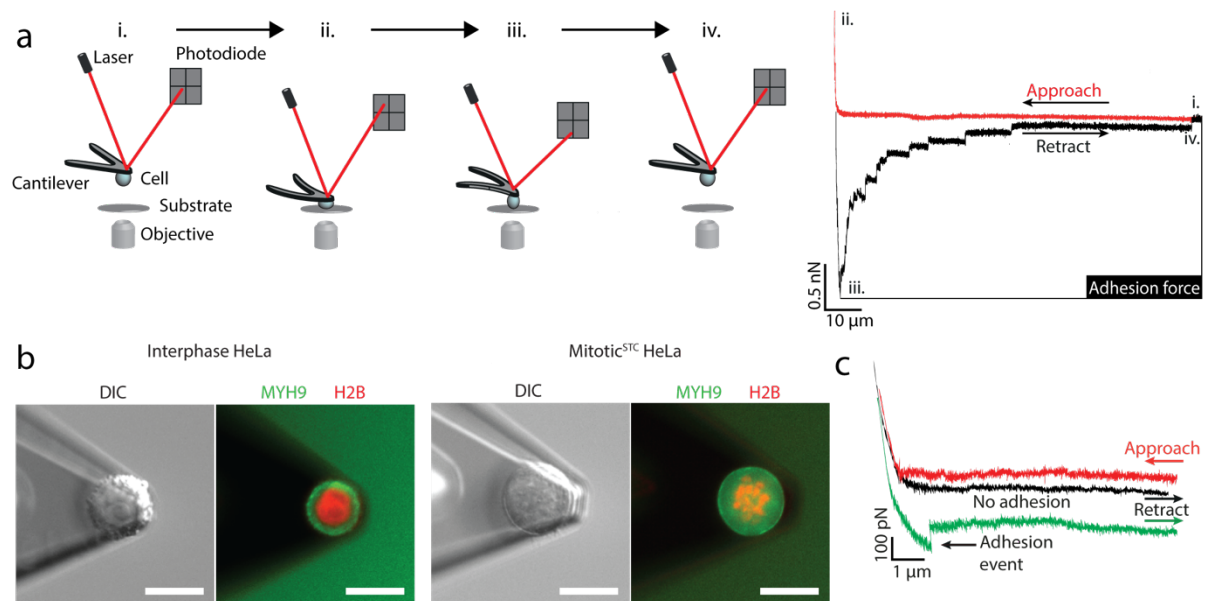 a
i.
ii.
iii.
iv.
Laser
Photodiode
Cantilever
Cell
Substrate
Objective
ii.
Approach
i.
Retract
iv.
iii.
0.5 nN
10 μm
Adhesion force
b
Interphase HeLa
Mitotic^STC HeLa
DIC
MYH9 H2B
DIC
MYH9 H2B
c
Approach
No adhesion
Retract
Adhesion
event
100 pN
1 μm